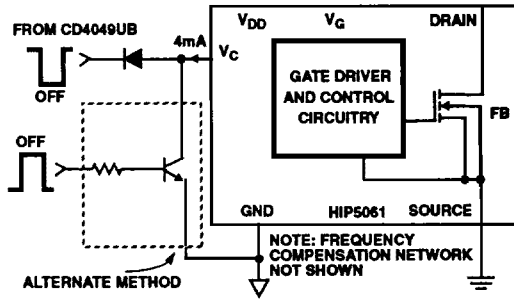 FROM CD4049UB
OFF
4mA
VC
VDD
VG
DRAIN
GATE DRIVER
AND CONTROL
CIRCUITRY
FB
OFF
GND
HIP5061
SOURCE
NOTE: FREQUENCY
COMPENSATION NETWORK
NOT SHOWN
ALTERNATE METHOD